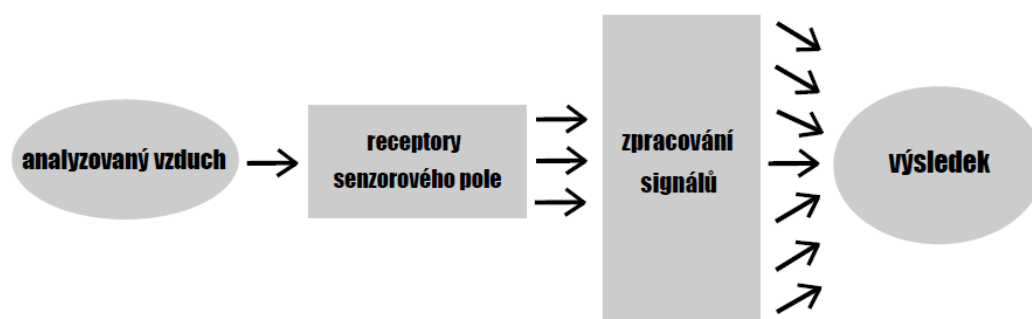 analyzovaný vzduch
receptory
senzorového pole
zpracování
signálů
výsledek